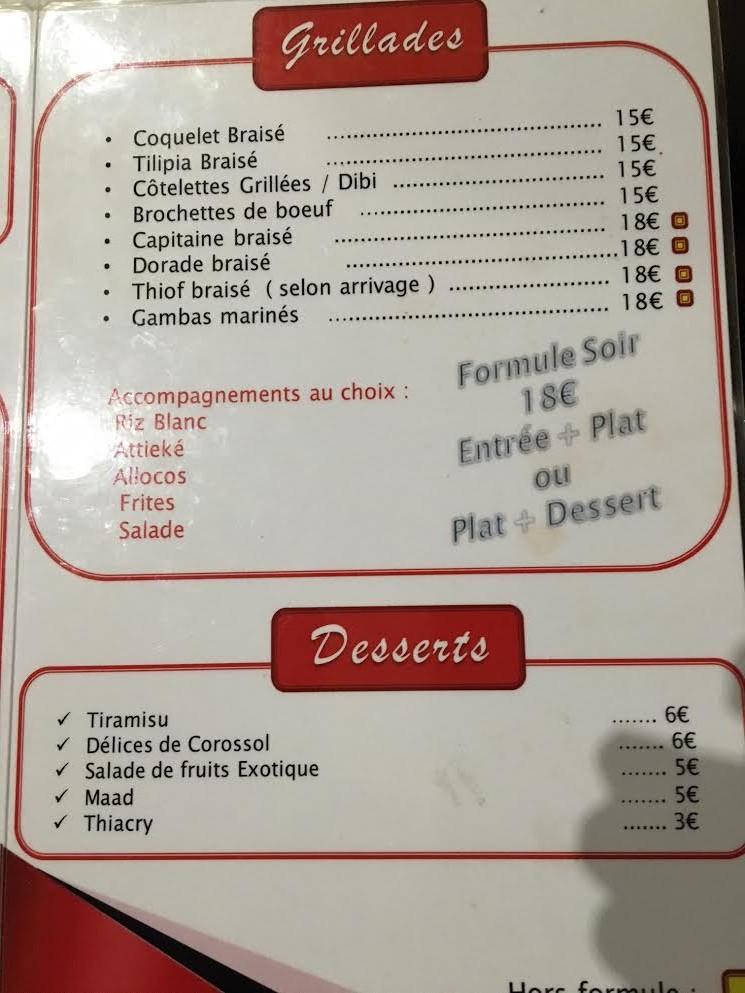 Grillades
• Coquelet Braisé .......... 15€
• Tilipia Braisé .......... 15€
• Côtelettes Grillées / Dibi .......... 15€
• Brochettes de boeuf .......... 15€
• Capitaine braisé .......... 18€
• Dorade braisé .......... 18€
• Thiof braisé ( selon arrivage ) .......... 18€
• Gambas marinés .......... 18€
Accompagnements au choix :
Riz Blanc
Attieké
Allocos
Frites
Salade
Formule Soir
18€
Entrée + Plat
ou
Plat + Dessert
Desserts
✓ Tiramisu ....... 6€
✓ Délices de Corossol ....... 6€
✓ Salade de fruits Exotique ....... 5€
✓ Maad ....... 5€
✓ Thiacry ....... 3€
Hors formule :